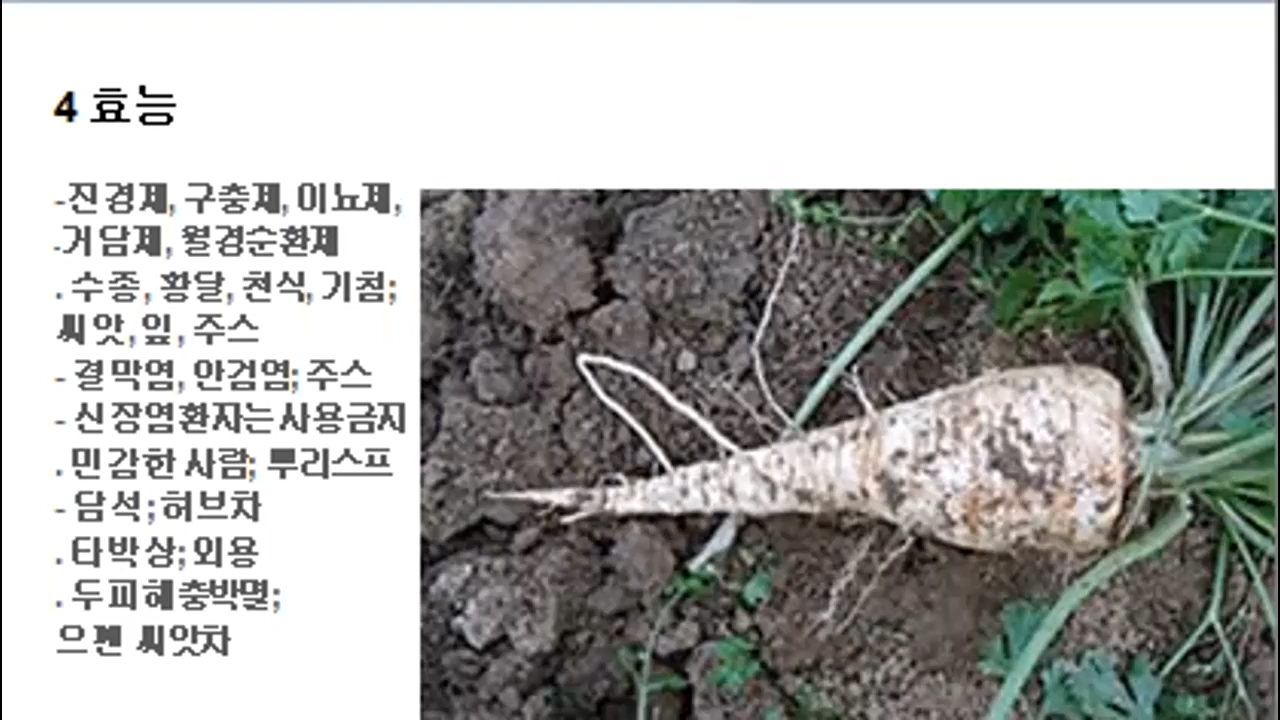 4 효능
-진경제, 구충제, 이뇨제,
-거담제, 월경순환제
. 수종, 황달, 천식, 기침;
씨앗, 잎, 주스
- 결막염, 안검염; 주스
- 신장염환자는 사용금지
. 민감한 사람; 투리스프
- 담석; 허브차
. 타박상; 외용
. 두피해충박멸;
으펜 씨앗차